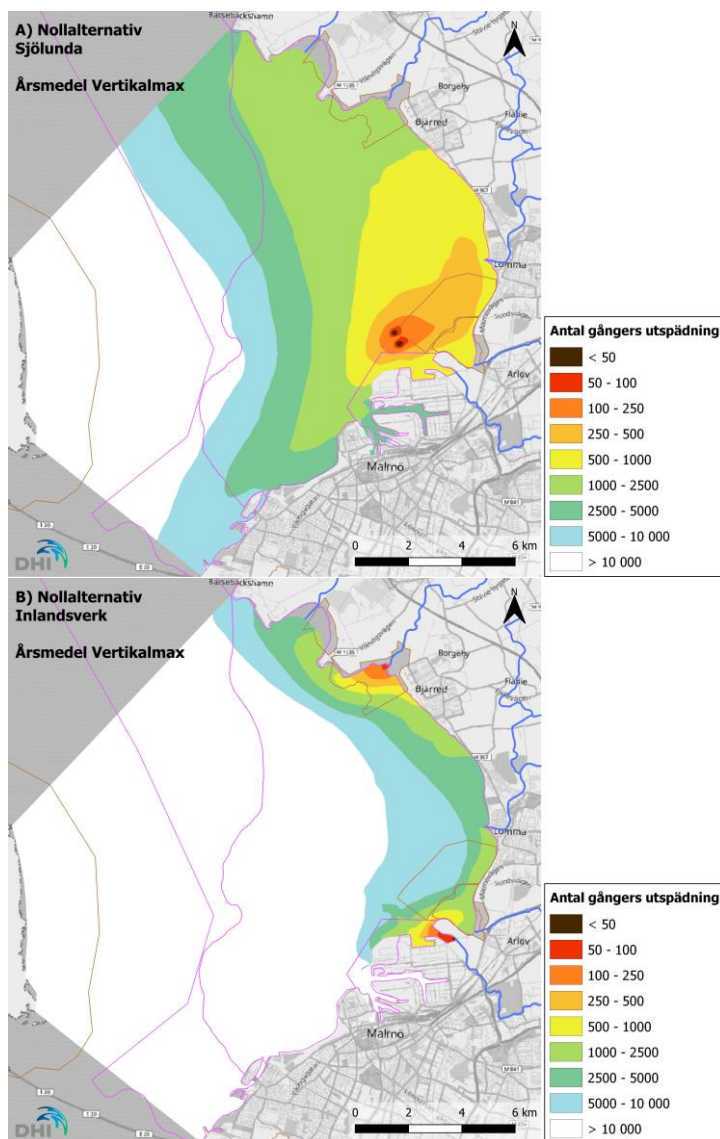 A) Nollalternativ
Sjölunda
Årsmedel Vertikalmax
Barsebäckshamn
N
Borgeby
Bjärred
Flädie
Lomma
Arlöv
Malmö
E 20
E 20
DHI
0 2 4 6 km
Antal gångers utspädning
< 50
50 - 100
100 - 250
250 - 500
500 - 1000
1000 - 2500
2500 - 5000
5000 - 10 000
> 10 000
B) Nollalternativ
Inlandsverk
Årsmedel Vertikalmax
Barsebäckshamn
N
Borgeby
Bjärred
Flädie
Lomma
Arlöv
Malmö
E 20
E 20
DHI
0 2 4 6 km
Antal gångers utspädning
< 50
50 - 100
100 - 250
250 - 500
500 - 1000
1000 - 2500
2500 - 5000
5000 - 10 000
> 10 000